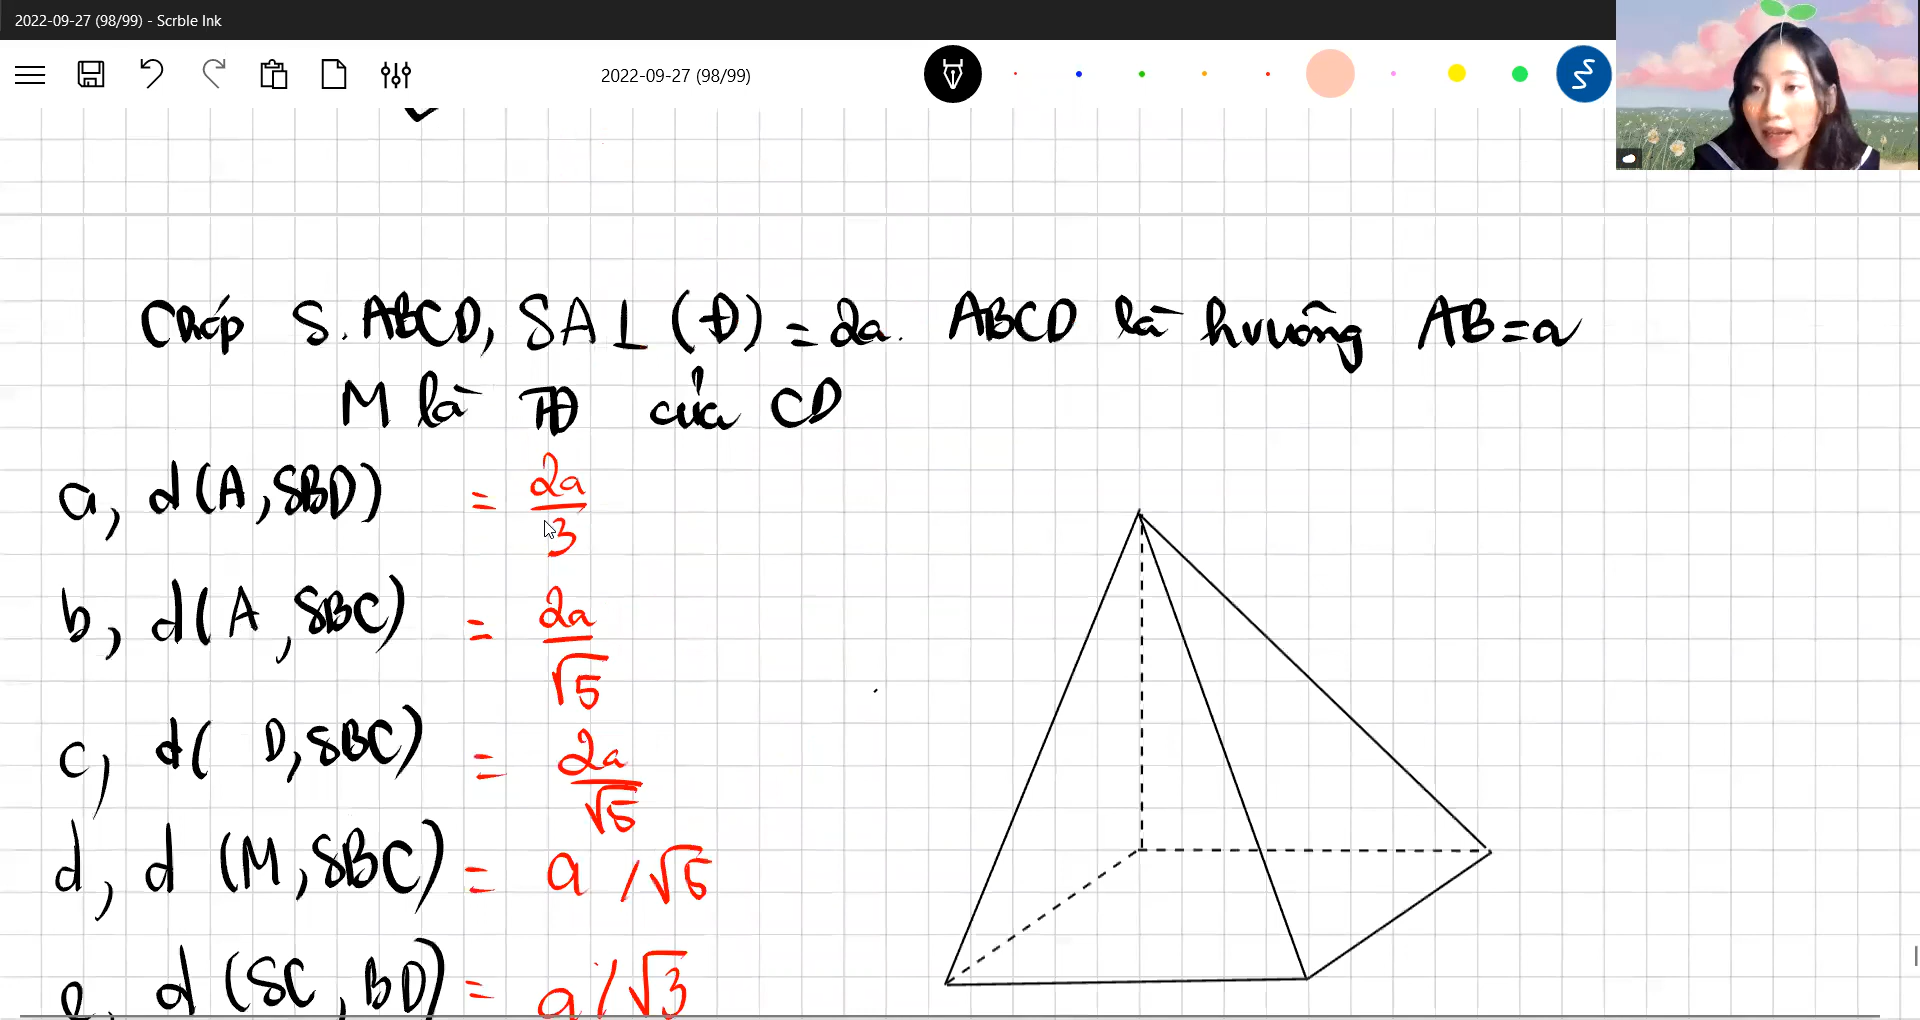 2022-09-27 (98/99) - Scrble Ink
2022-09-27 (98/99)
Chóp S.ABCD, SA⊥(Đ) = 2a. ABCD là hvuông AB=a
M là TĐ của CD
a, d(A,SBD) = 2a/3
b, d(A,SBC) = 2a/√5
c, d( D,SBC) = 2a/√5
d, d (M,SBC) = a/√5
e, d (SC, BD) = a/√3